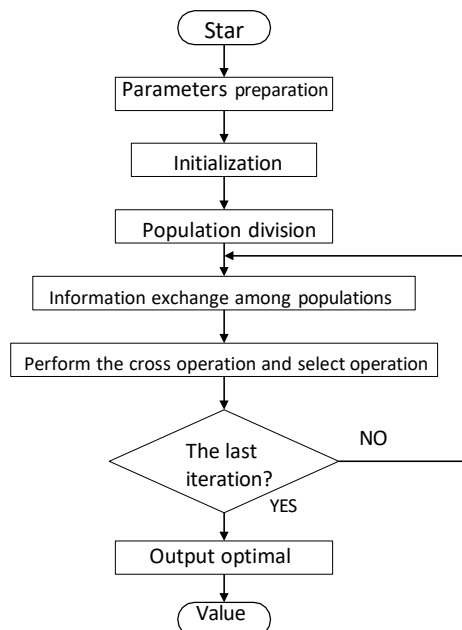 Star
Parameters preparation
Initialization
Population division
Information exchange among populations
Perform the cross operation and select operation
The last
iteration?
NO
YES
Output optimal
Value